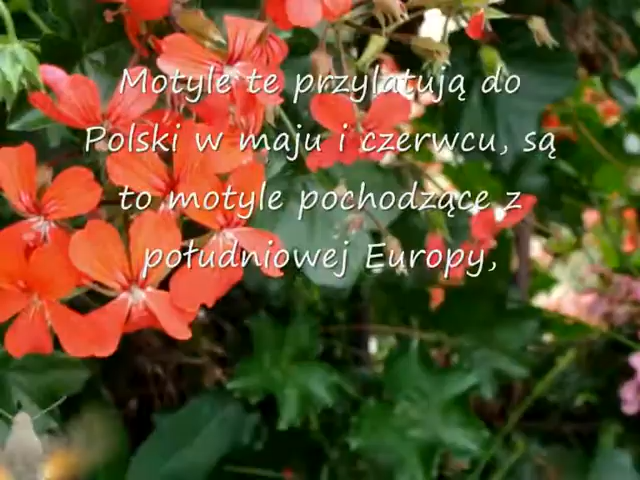 Motyle te przylatują do
Polski w maju i czerwcu, są
to motyle pochodzące z
południowej Europy,